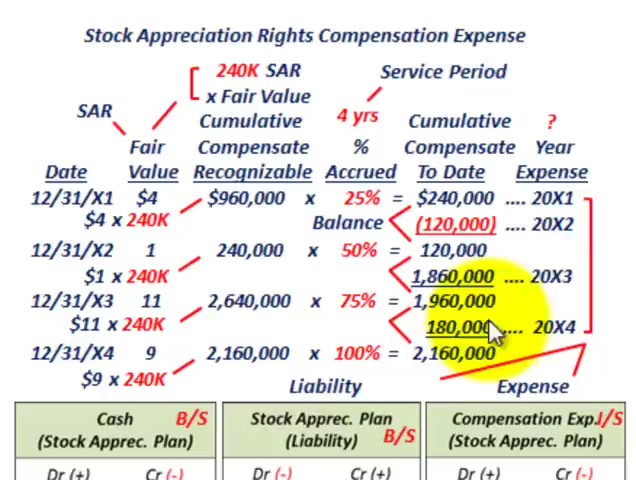 Stock Appreciation Rights Compensation Expense
240K SAR
x Fair Value
Service Period
SAR
4 yrs
Cumulative Cumulative ?
Fair Compensate % Compensate Year
Date Value Recognizable Accrued To Date Expense
12/31/X1 $4 $960,000 x 25% = $240,000 .... 20X1
$4 x 240K Balance (120,000) .... 20X2
12/31/X2 1 240,000 x 50% = 120,000
$1 x 240K 1,860,000 .... 20X3
12/31/X3 11 2,640,000 x 75% = 1,960,000
$11 x 240K 180,000 .... 20X4
12/31/X4 9 2,160,000 x 100% = 2,160,000
$9 x 240K
Liability Expense
Cash B/S Stock Apprec. Plan Compensation Exp. I/S
(Stock Apprec. Plan) (Liability) B/S (Stock Apprec. Plan)
Dr (+) Cr (-) Dr (-) Cr (+) Dr (+) Cr (-)